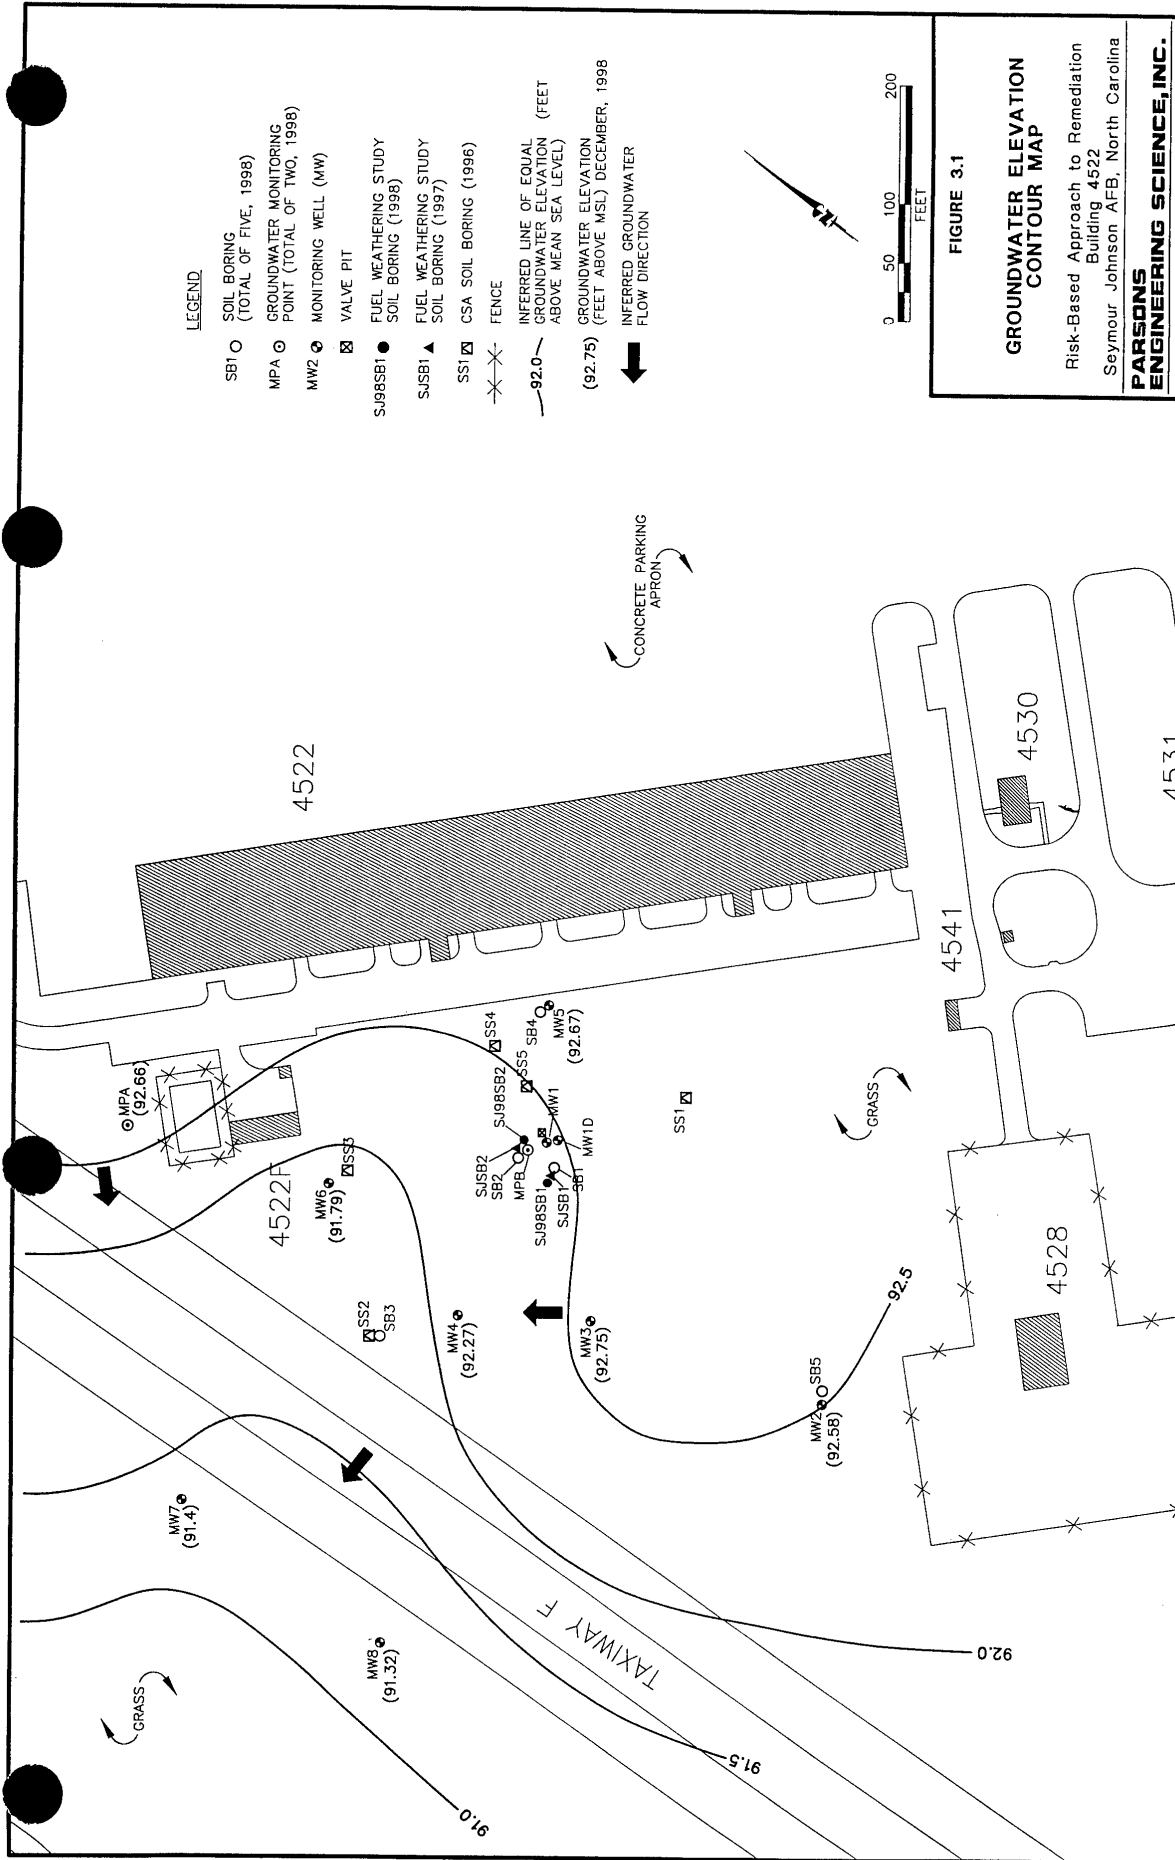 LEGEND
SB1
SOIL BORING
(TOTAL OF FIVE, 1998)
MPA
GROUNDWATER MONITORING
POINT (TOTAL OF TWO, 1998)
MW2
MONITORING WELL (MW)
VALVE PIT
SJ98SB1
FUEL WEATHERING STUDY
SOIL BORING (1998)
SJSB1
FUEL WEATHERING STUDY
SOIL BORING (1997)
SS1
CSA SOIL BORING (1996)
FENCE
92.0
INFERRED LINE OF EQUAL
GROUNDWATER ELEVATION (FEET
ABOVE MEAN SEA LEVEL)
(92.75)
GROUNDWATER ELEVATION
(FEET ABOVE MSL) DECEMBER, 1998
INFERRED GROUNDWATER
FLOW DIRECTION
N
0 50 100 200
FEET
FIGURE 3.1
GROUNDWATER ELEVATION
CONTOUR MAP
Risk-Based Approach to Remediation
Building 4522
Seymour Johnson AFB, North Carolina
PARSONS
ENGINEERING SCIENCE, INC.
CONCRETE PARKING
APRON
4522
4530
4531
4541
4528
4522F
MPA
(92.66)
SS4
SB4
MW5
(92.67)
SS5
SJ98SB2
MW1
MW1D
SJSB2
SB2
MPB
SJ98SB1
SJSB1
SB1
SS1
SS3
MW6
(91.79)
SS2
SB3
MW4
(92.27)
MW3
(92.75)
MW2
(92.58)
SB5
MW7
(91.4)
MW8
(91.32)
GRASS
GRASS
TAXIWAY F
92.5
92.0
91.5
91.0